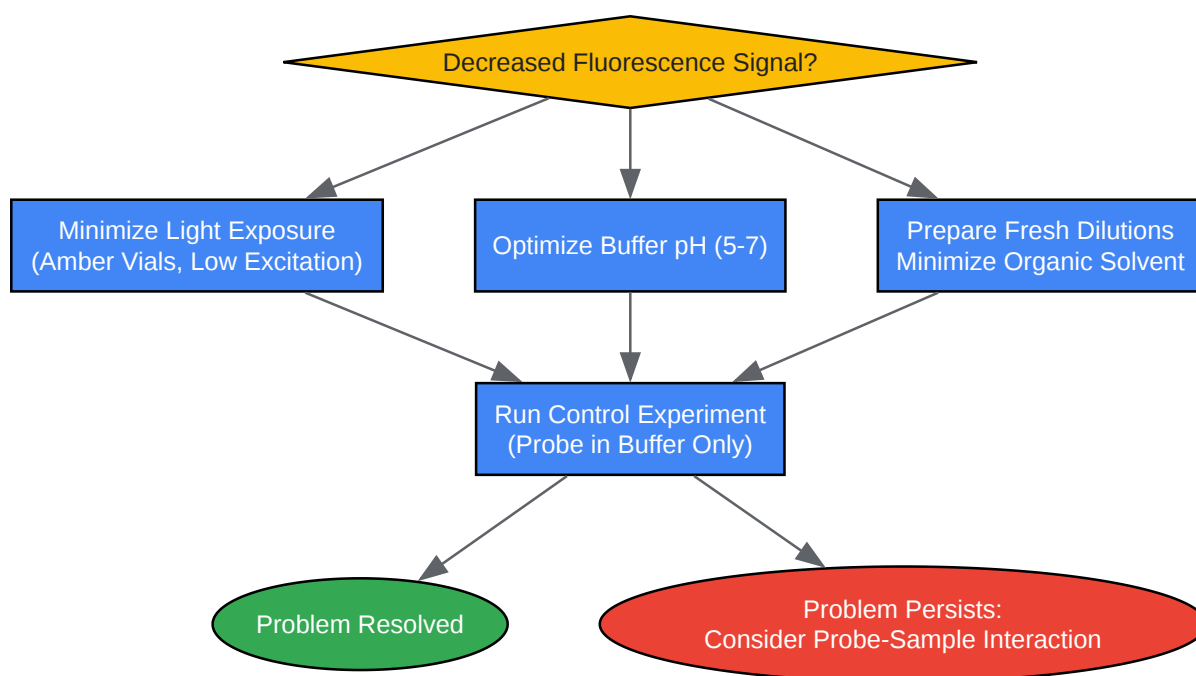 Decreased Fluorescence Signal?
Minimize Light Exposure
(Amber Vials, Low Excitation)
Optimize Buffer pH (5-7)
Prepare Fresh Dilutions
Minimize Organic Solvent
Run Control Experiment
(Probe in Buffer Only)
Problem Resolved
Problem Persists:
Consider Probe-Sample Interaction